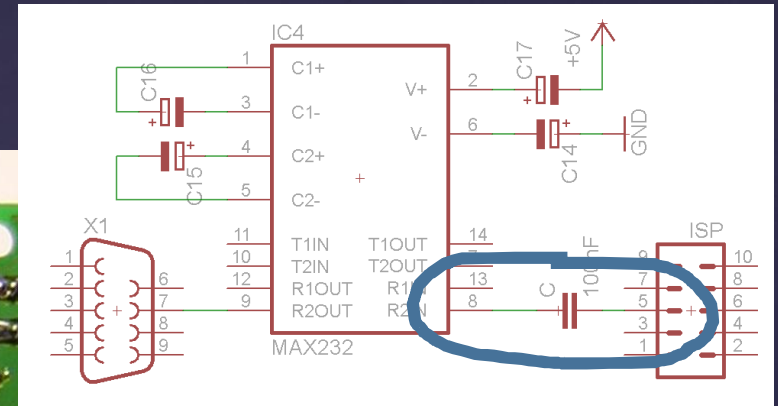 IC4
1 C1+
C16
3 C1-
4 C2+
C15
5 C2-
V+ 2
C17
+5V
V- 6
C14
GND
11 T1IN
10 T2IN
12 R1OUT
9 R2OUT
T1OUT 14
T2OUT
R1IN 13
8
MAX232
X1
1
2
3
4
5
6
7
8
9
C
ISP
7
5
3
1
10
8
6
4
2